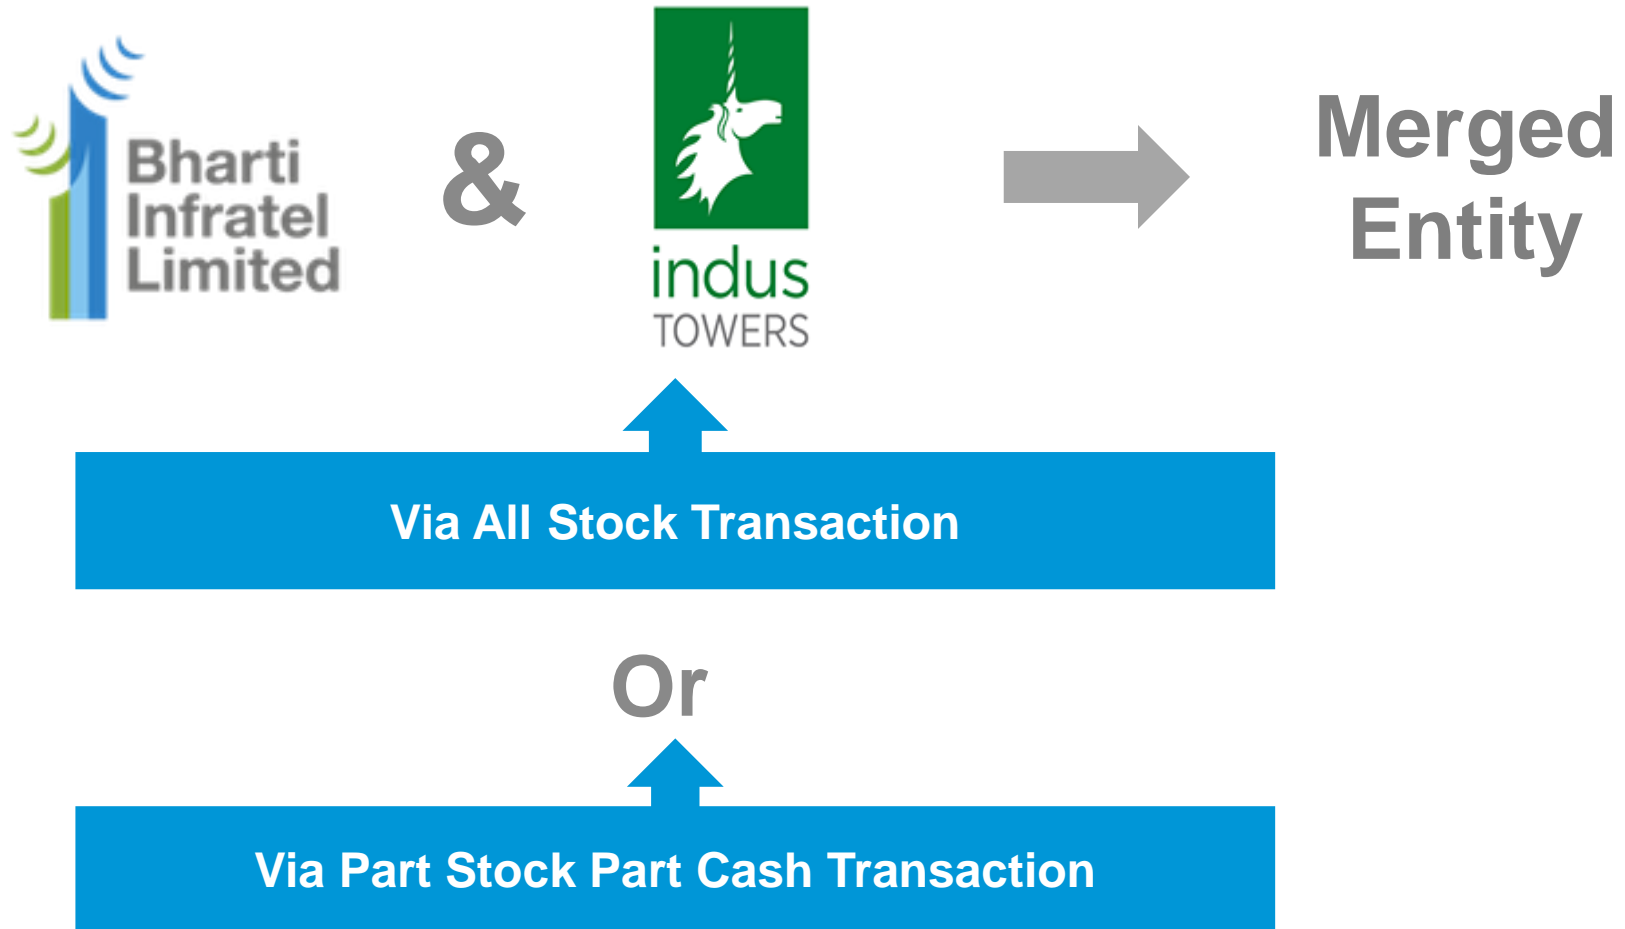 Bharti
Infratel
Limited
&
indus
TOWERS
Merged
Entity
Via All Stock Transaction
Or
Via Part Stock Part Cash Transaction